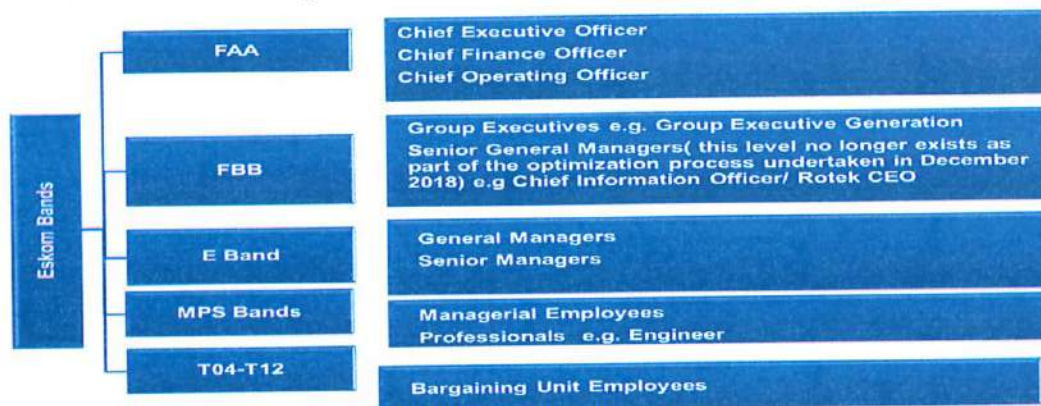 Eskom Bands
FAA
Chief Executive Officer
Chief Finance Officer
Chief Operating Officer
FBB
Group Executives e.g. Group Executive Generation
Senior General Managers( this level no longer exists as
part of the optimization process undertaken in December
2018) e.g Chief Information Officer/ Rotek CEO
E Band
General Managers
Senior Managers
MPS Bands
Managerial Employees
Professionals e.g. Engineer
T04-T12
Bargaining Unit Employees